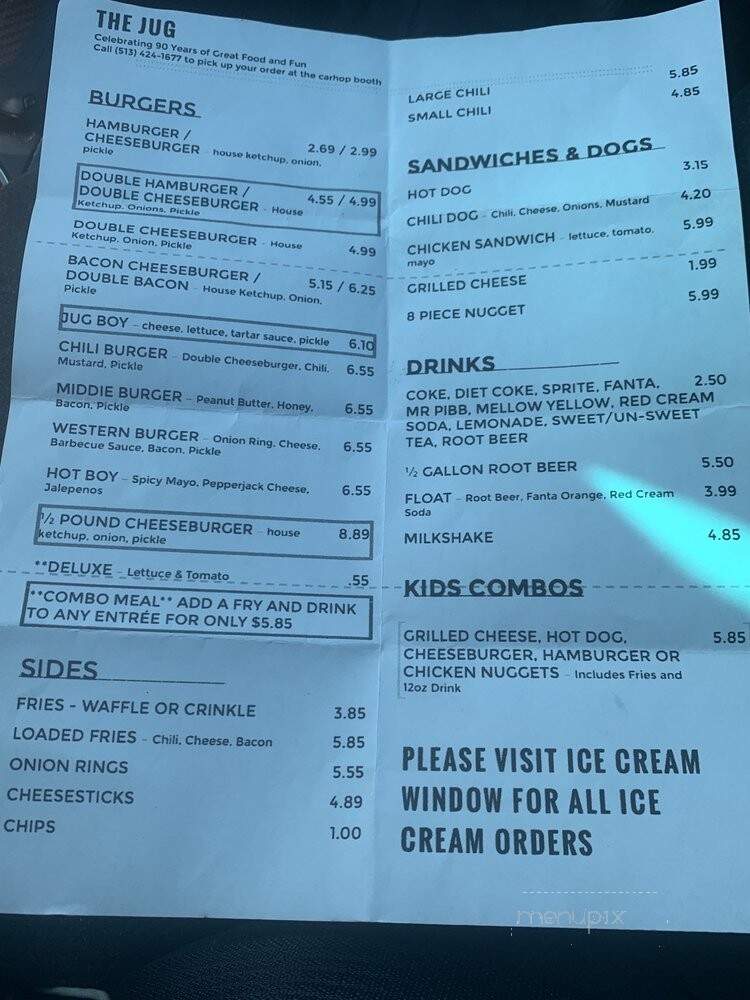 THE JUG
Celebrating 90 Years of Great Food and Fun
Call (513) 424-1677 to pick up your order at the carhop booth
BURGERS
HAMBURGER /
CHEESEBURGER - house ketchup, onion, 2.69 / 2.99
pickle
DOUBLE HAMBURGER /
DOUBLE CHEESEBURGER - House 4.55 / 4.99
Ketchup, Onions, Pickle
DOUBLE CHEESEBURGER - House 4.99
Ketchup, Onion, Pickle
BACON CHEESEBURGER /
DOUBLE BACON - House Ketchup, Onion, 5.15 / 6.25
Pickle
JUG BOY - cheese, lettuce, tartar sauce, pickle 6.10
CHILI BURGER - Double Cheeseburger, Chili, 6.55
Mustard, Pickle
MIDDIE BURGER - Peanut Butter, Honey, 6.55
Bacon, Pickle
WESTERN BURGER - Onion Ring, Cheese, 6.55
Barbecue Sauce, Bacon, Pickle
HOT BOY - Spicy Mayo, Pepperjack Cheese, 6.55
Jalepenos
½ POUND CHEESEBURGER - house 8.89
ketchup, onion, pickle
**DELUXE - Lettuce & Tomato .55
**COMBO MEAL** ADD A FRY AND DRINK
TO ANY ENTRÉE FOR ONLY $5.85
SIDES
FRIES - WAFFLE OR CRINKLE 3.85
LOADED FRIES - Chili, Cheese, Bacon 5.85
ONION RINGS 5.55
CHEESESTICKS 4.89
CHIPS 1.00
LARGE CHILI 5.85
SMALL CHILI 4.85
SANDWICHES & DOGS
HOT DOG 3.15
CHILI DOG - Chili, Cheese, Onions, Mustard 4.20
CHICKEN SANDWICH - lettuce, tomato, 5.99
mayo
GRILLED CHEESE 1.99
8 PIECE NUGGET 5.99
DRINKS
COKE, DIET COKE, SPRITE, FANTA, 2.50
MR PIBB, MELLOW YELLOW, RED CREAM
SODA, LEMONADE, SWEET/UN-SWEET
TEA, ROOT BEER
½ GALLON ROOT BEER 5.50
FLOAT - Root Beer, Fanta Orange, Red Cream 3.99
Soda
MILKSHAKE 4.85
KIDS COMBOS
GRILLED CHEESE, HOT DOG, 5.85
CHEESEBURGER, HAMBURGER OR
CHICKEN NUGGETS - Includes Fries and
12oz Drink
PLEASE VISIT ICE CREAM
WINDOW FOR ALL ICE
CREAM ORDERS
menupix